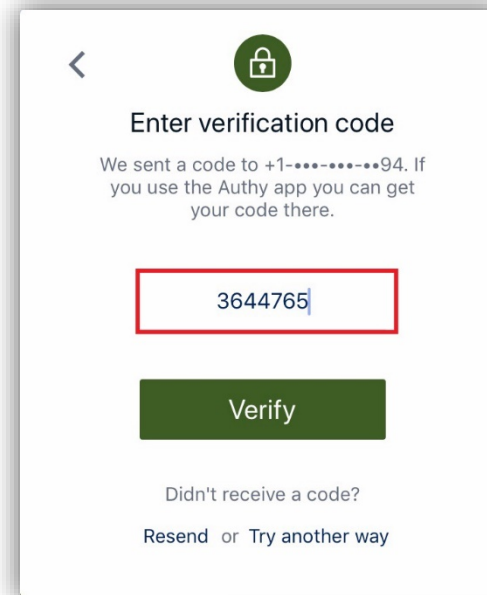 Enter verification code
We sent a code to +1-•••-•••-••94. If
you use the Authy app you can get
your code there.
3644765
Verify
Didn't receive a code?
Resend or Try another way